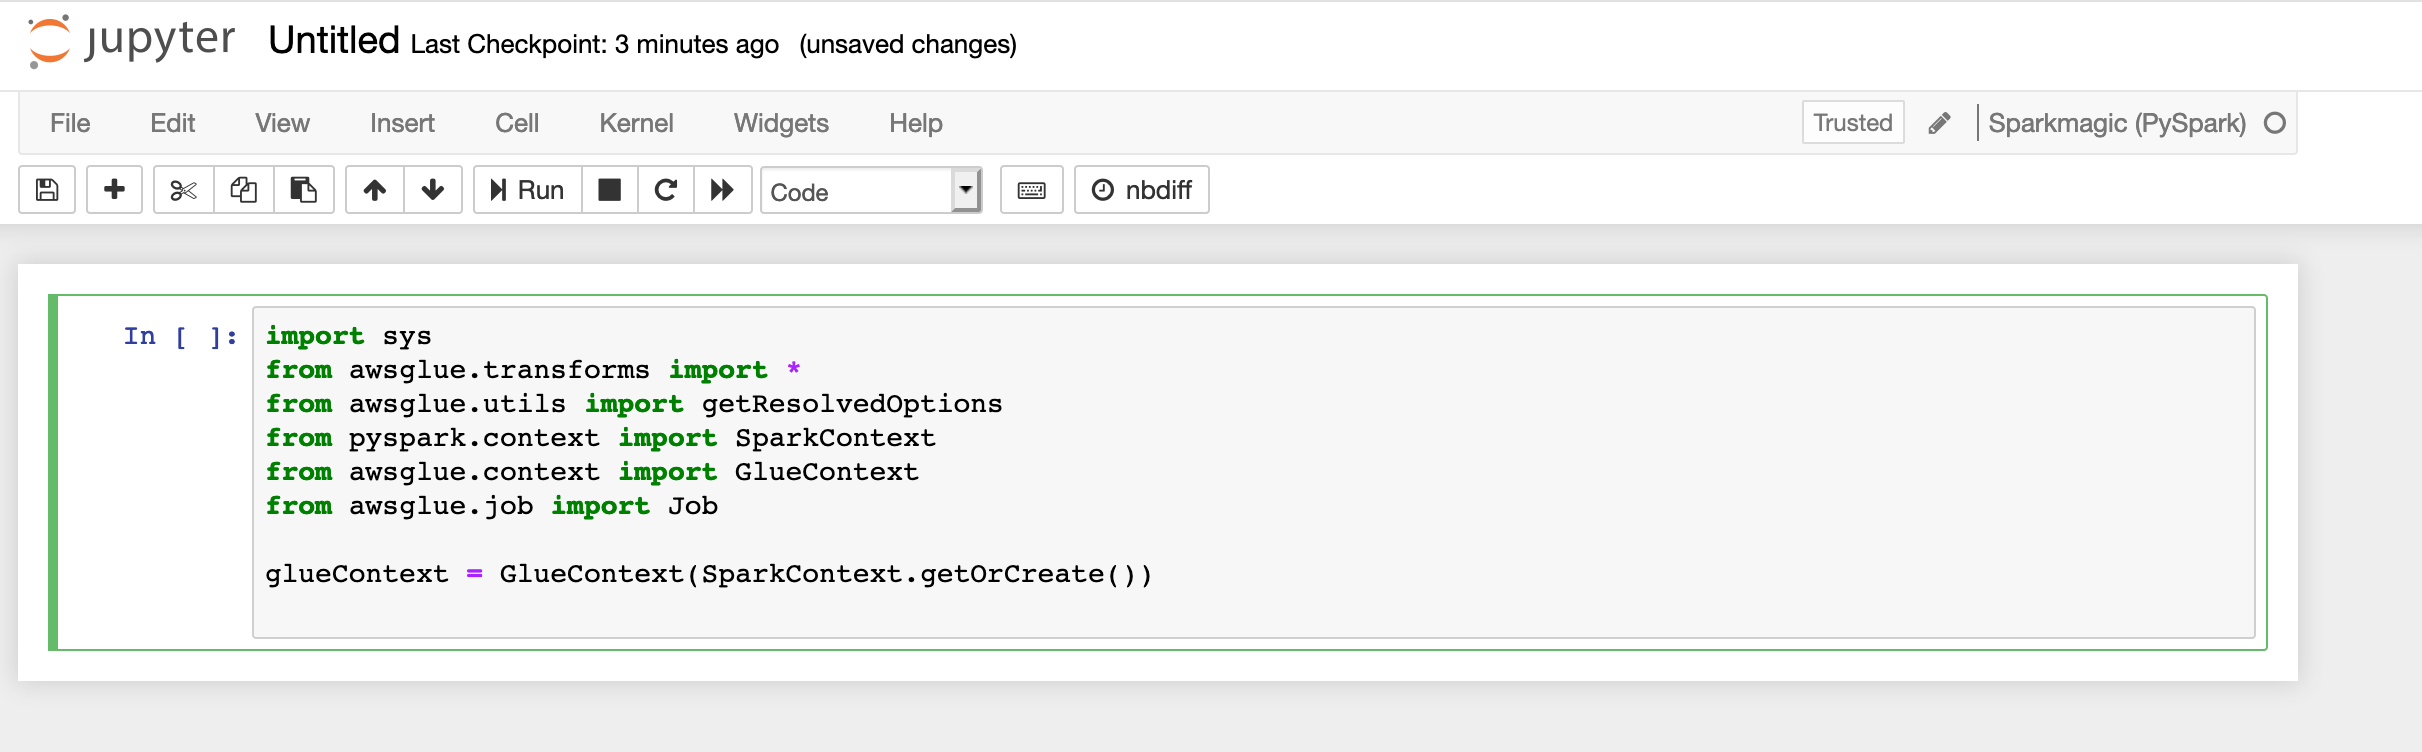 jupyter Untitled Last Checkpoint: 3 minutes ago (unsaved changes)
File Edit View Insert Cell Kernel Widgets Help Trusted Sparkmagic (PySpark)
Run Code nbdiff
In [ ]: import sys
from awsglue.transforms import *
from awsglue.utils import getResolvedOptions
from pyspark.context import SparkContext
from awsglue.context import GlueContext
from awsglue.job import Job
glueContext = GlueContext(SparkContext.getOrCreate())